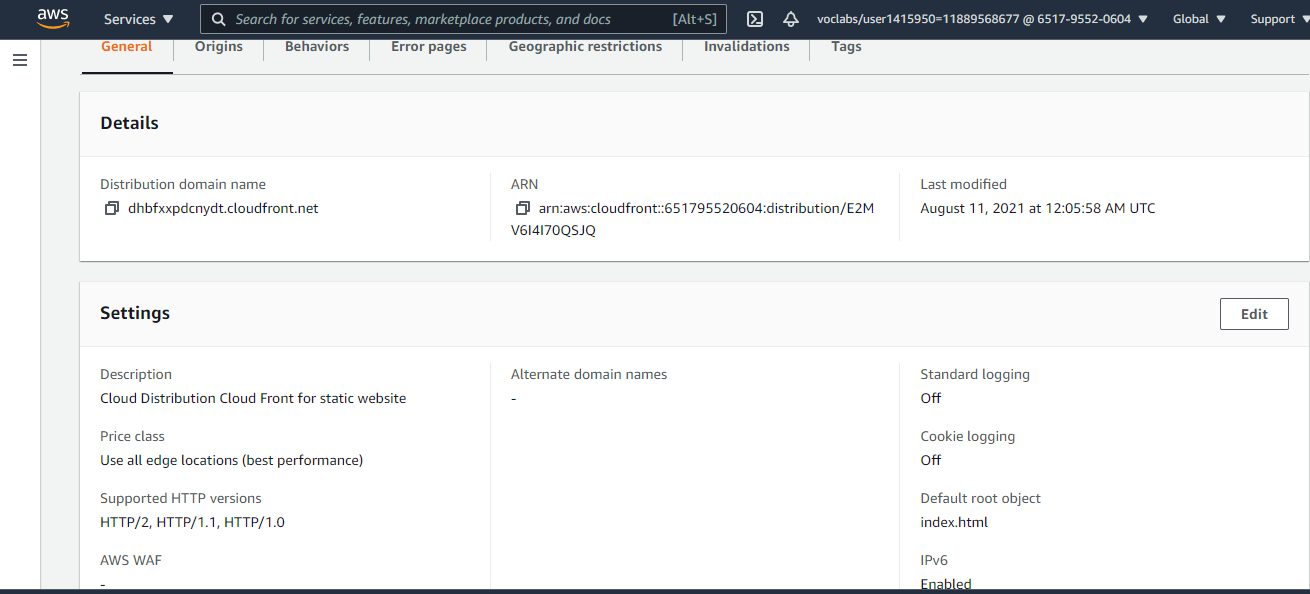 aws
Services
Search for services, features, marketplace products, and docs [Alt+S]
voclabs/user1415950=11889568677 @ 6517-9552-0604
Global
Support
General
Origins
Behaviors
Error pages
Geographic restrictions
Invalidations
Tags
Details
Distribution domain name
dhbfxxpdcnydt.cloudfront.net
ARN
arn:aws:cloudfront::651795520604:distribution/E2M
V6I4I70QSJQ
Last modified
August 11, 2021 at 12:05:58 AM UTC
Settings
Edit
Description
Cloud Distribution Cloud Front for static website
Price class
Use all edge locations (best performance)
Supported HTTP versions
HTTP/2, HTTP/1.1, HTTP/1.0
AWS WAF
-
Alternate domain names
-
Standard logging
Off
Cookie logging
Off
Default root object
index.html
IPv6
Enabled